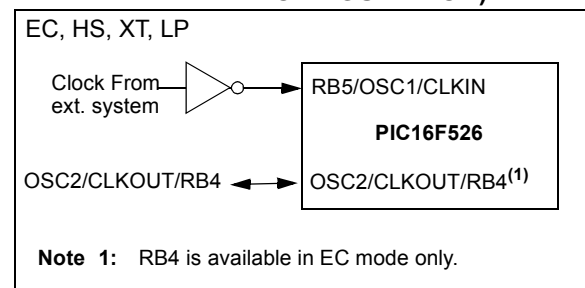 EC, HS, XT, LP
Clock From
ext. system
RB5/OSC1/CLKIN
PIC16F526
OSC2/CLKOUT/RB4
OSC2/CLKOUT/RB4(1)
Note 1: RB4 is available in EC mode only.